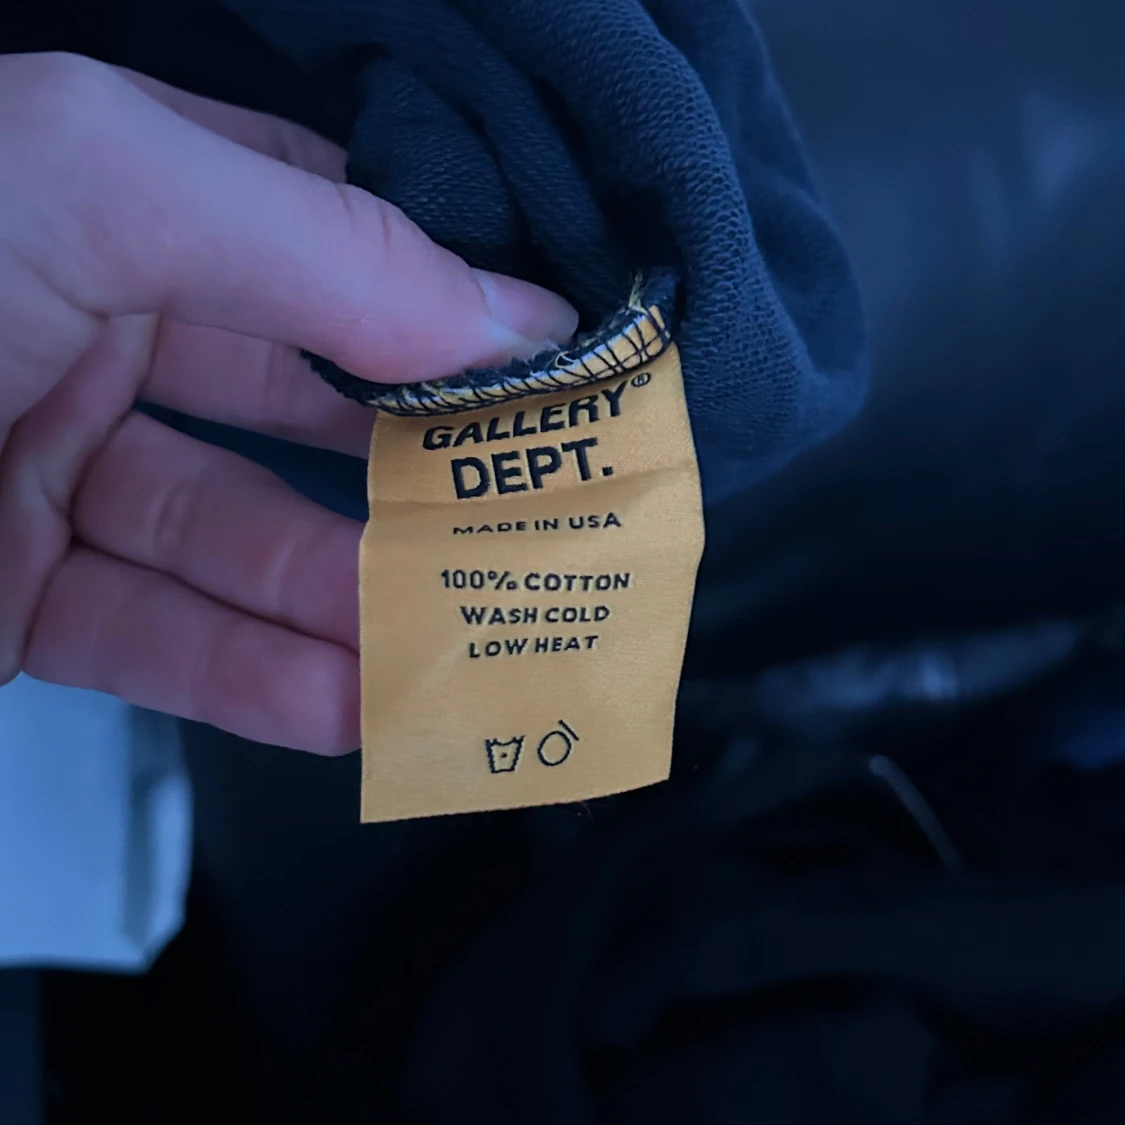 GALLERY®
DEPT.
MADE IN USA
100% COTTON
WASH COLD
LOW HEAT